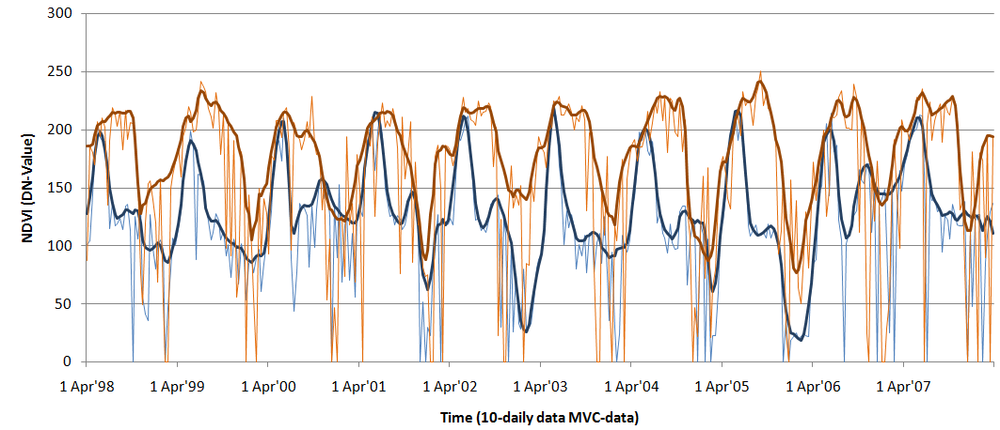 300
250
200
150
100
50
0
NDVI (DN-Value)
1 Apr'98 1 Apr'99 1 Apr'00 1 Apr'01 1 Apr'02 1 Apr'03 1 Apr'04 1 Apr'05 1 Apr'06 1 Apr'07
Time (10-daily data MVC-data)